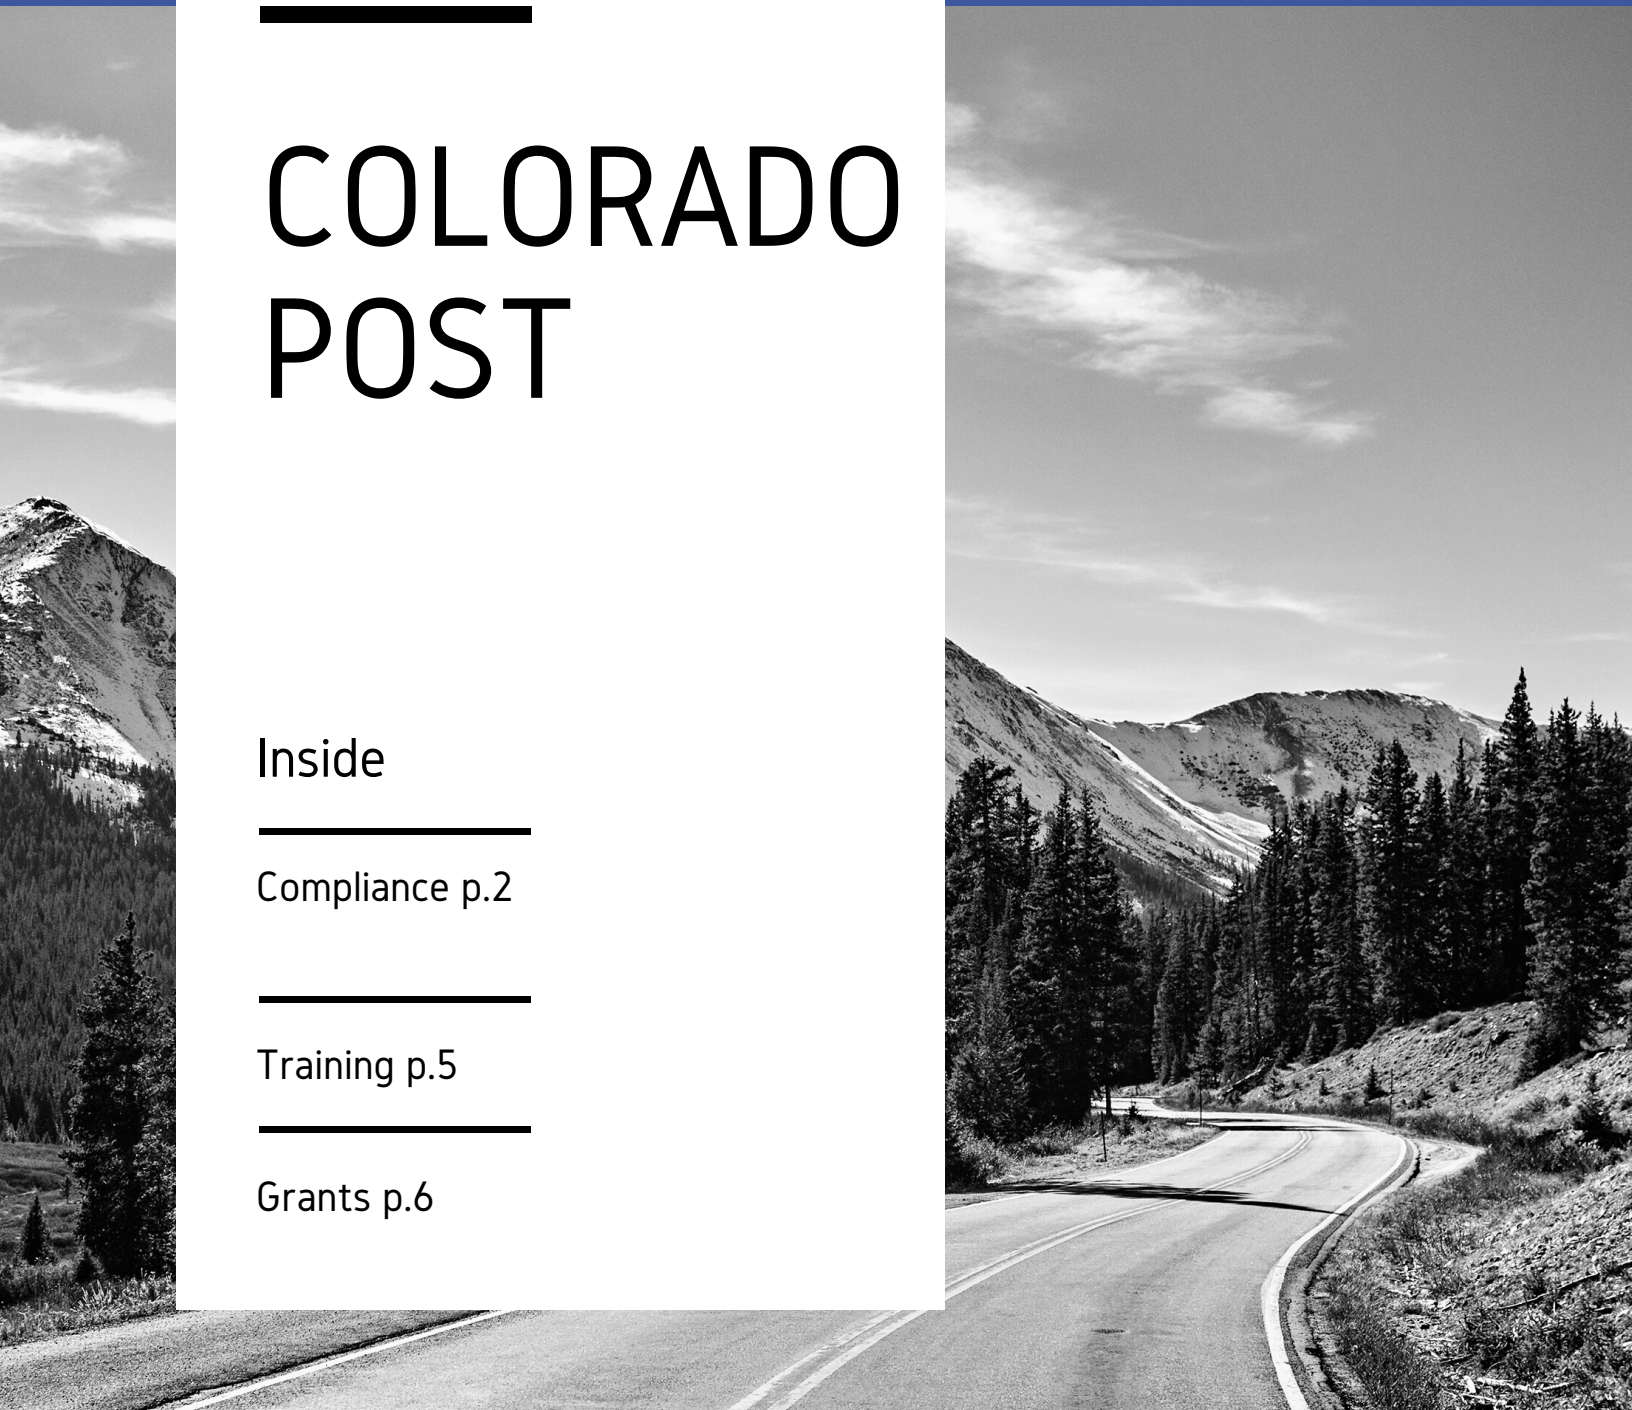 COLORADO
POST
Inside
Compliance p.2
Training p.5
Grants p.6